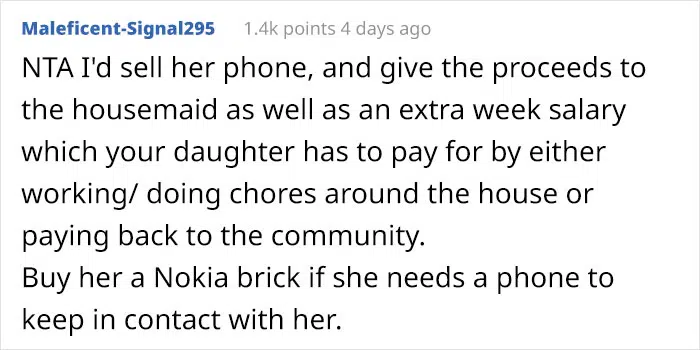 Maleficent-Signal295 1.4k points 4 days ago
NTA I'd sell her phone, and give the proceeds to
the housemaid as well as an extra week salary
which your daughter has to pay for by either
working/ doing chores around the house or
paying back to the community.
Buy her a Nokia brick if she needs a phone to
keep in contact with her.